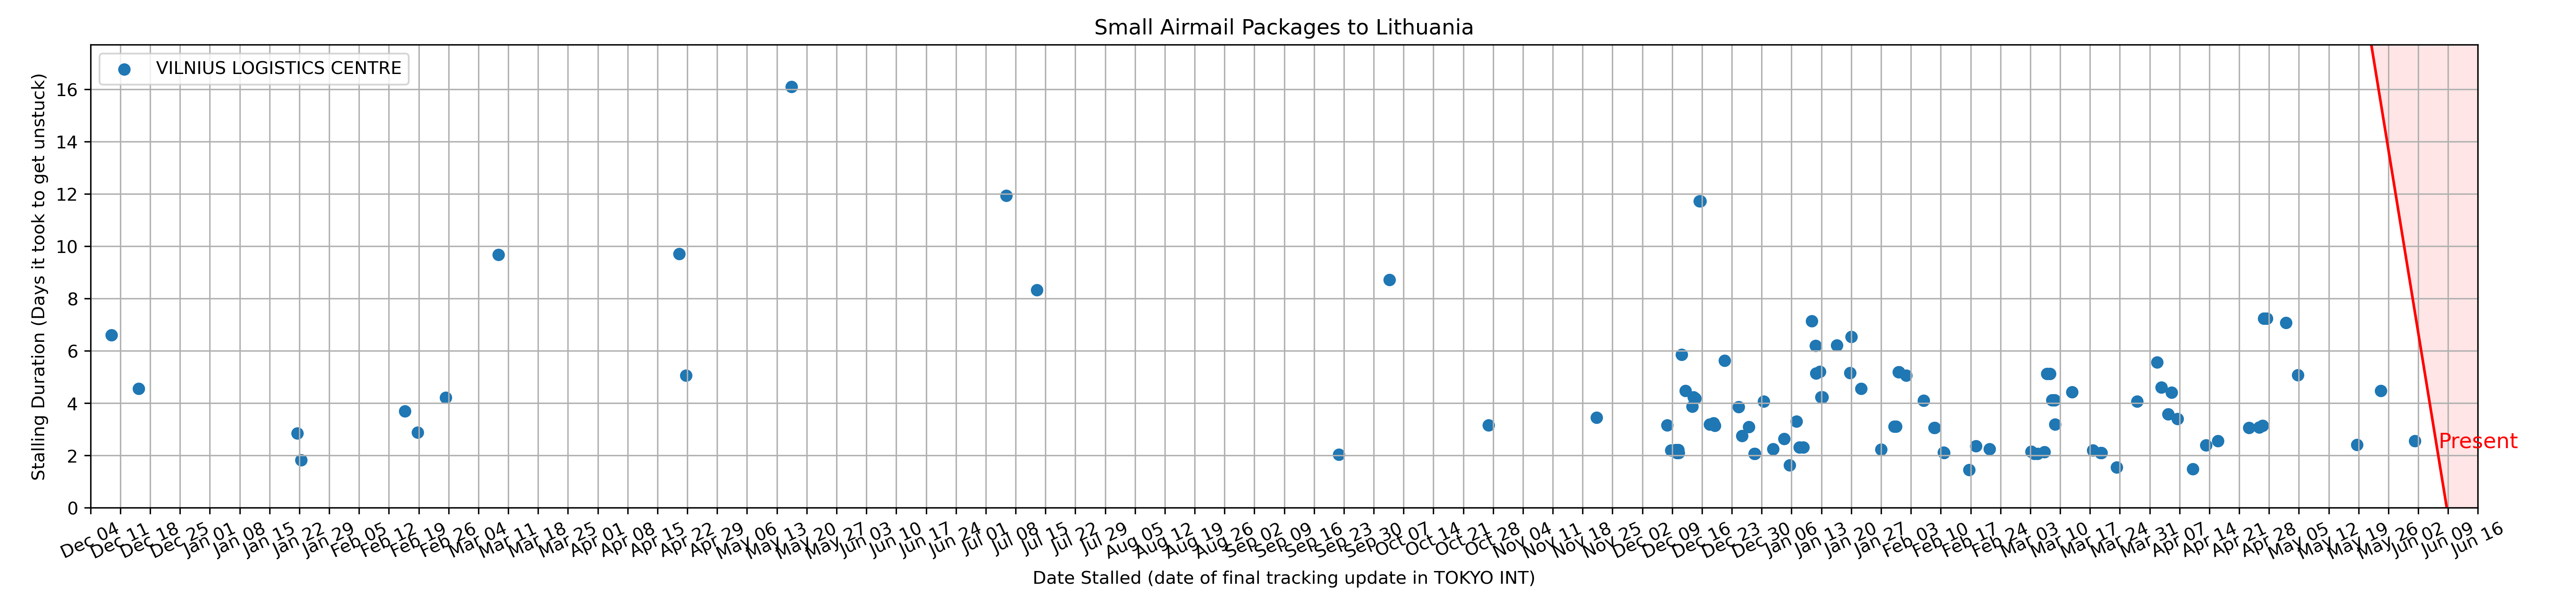 Small Airmail Packages to Lithuania
VILNIUS LOGISTICS CENTRE
Stalling Duration (Days it took to get unstuck)
16
14
12
10
8
6
4
2
0
Present
Dec 04 Dec 11 Dec 18 Dec 25 Jan 01 Jan 08 Jan 15 Jan 22 Jan 29 Feb 05 Feb 12 Feb 19 Feb 26 Mar 04 Mar 11 Mar 18 Mar 25 Apr 01 Apr 08 Apr 15 Apr 22 Apr 29 May 06 May 13 May 20 May 27 Jun 03 Jun 10 Jun 17 Jun 24 Jul 01 Jul 08 Jul 15 Jul 22 Jul 29 Aug 05 Aug 12 Aug 19 Aug 26 Sep 02 Sep 09 Sep 16 Sep 23 Sep 30 Oct 07 Oct 14 Oct 21 Oct 28 Nov 04 Nov 11 Nov 18 Nov 25 Dec 02 Dec 09 Dec 16 Dec 23 Dec 30 Jan 06 Jan 13 Jan 20 Jan 27 Feb 03 Feb 10 Feb 17 Feb 24 Mar 03 Mar 10 Mar 17 Mar 24 Mar 31 Apr 07 Apr 14 Apr 21 Apr 28 May 05 May 12 May 19 May 26 Jun 02 Jun 09 Jun 16
Date Stalled (date of final tracking update in TOKYO INT)